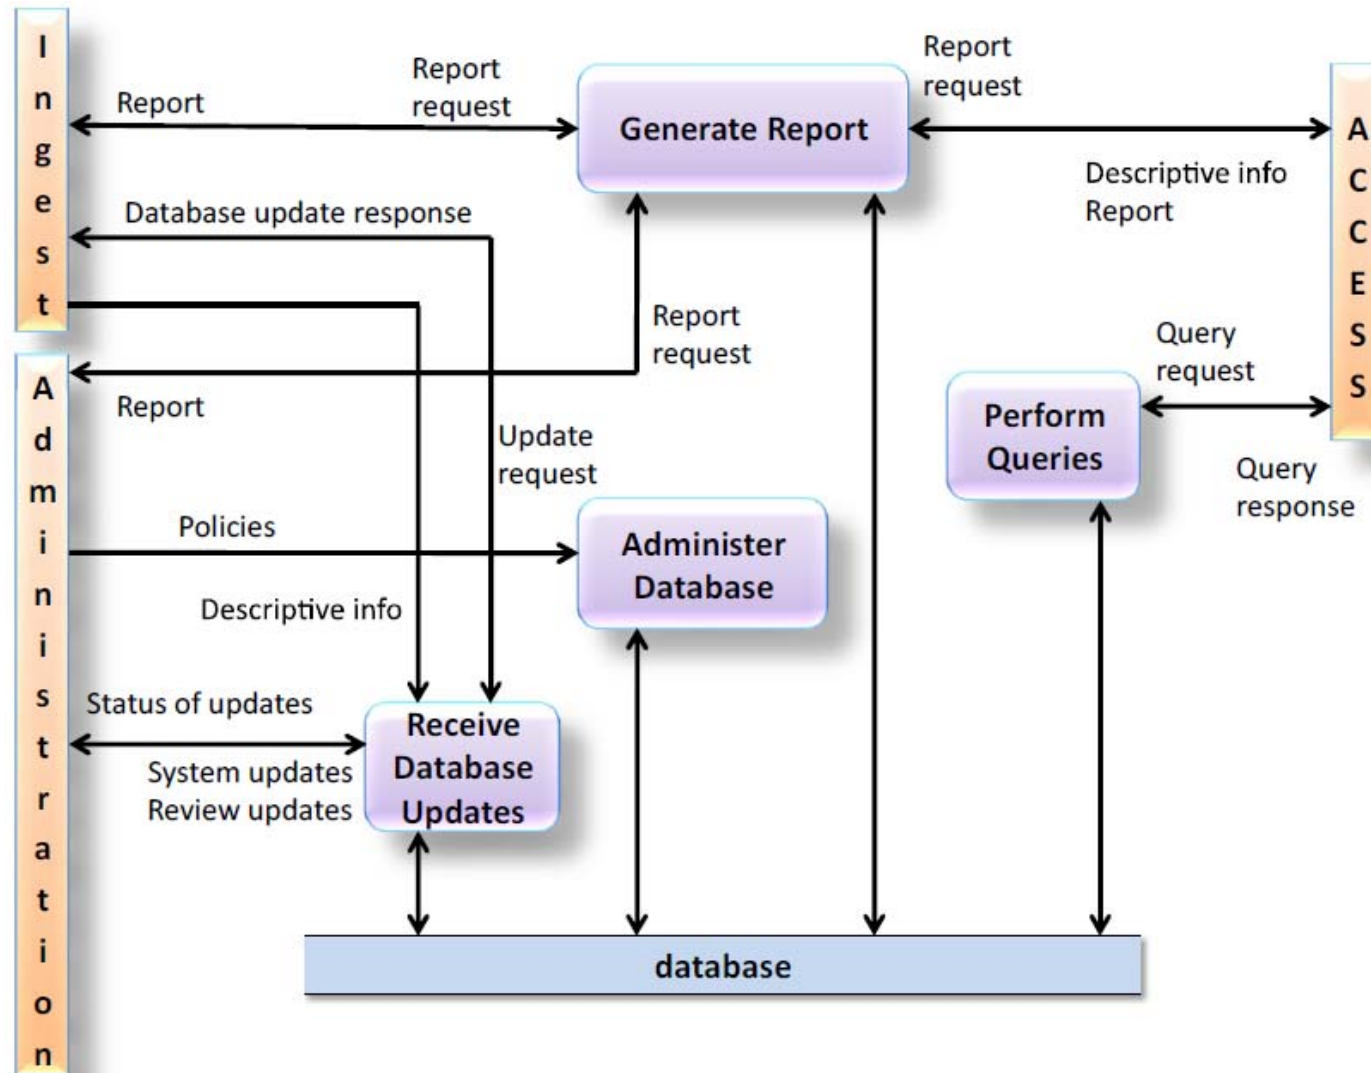 Ingest
Report
Report
request
Generate Report
Report
request
ACCESS
Descriptive info
Report
Database update response
Report
request
Query
request
Administration
Report
Perform
Queries
Update
request
Query
response
Policies
Administer
Database
Descriptive info
Status of updates
Receive
Database
Updates
System updates
Review updates
database